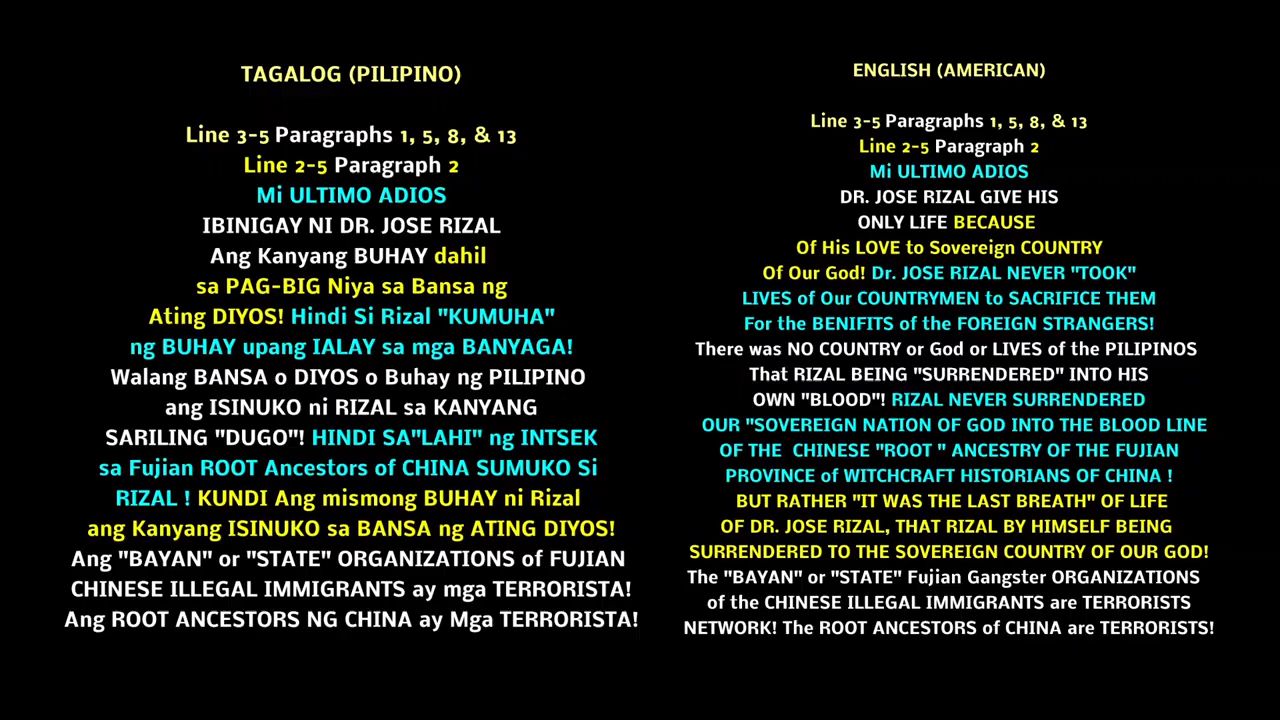 TAGALOG (PILIPINO)
Line 3-5 Paragraphs 1, 5, 8, & 13
Line 2-5 Paragraph 2
Mi ULTIMO ADIOS
IBINIGAY NI DR. JOSE RIZAL
Ang Kanyang BUHAY dahil
sa PAG-BIG Niya sa Bansa ng
Ating DIYOS! Hindi Si Rizal "KUMUHA"
ng BUHAY upang IALAY sa mga BANYAGA!
Walang BANSA o DIYOS o Buhay ng PILIPINO
ang ISINUKO ni RIZAL sa KANYANG
SARILING "DUGO"! HINDI SA"LAHI" ng INTSEK
sa Fujian ROOT Ancestors of CHINA SUMUKO Si
RIZAL ! KUNDI Ang mismong BUHAY ni Rizal
ang Kanyang ISINUKO sa BANSA ng ATING DIYOS!
Ang "BAYAN" or "STATE" ORGANIZATIONS of FUJIAN
CHINESE ILLEGAL IMMIGRANTS ay mga TERRORISTA!
Ang ROOT ANCESTORS NG CHINA ay Mga TERRORISTA!
ENGLISH (AMERICAN)
Line 3-5 Paragraphs 1, 5, 8, & 13
Line 2-5 Paragraph 2
Mi ULTIMO ADIOS
DR. JOSE RIZAL GIVE HIS
ONLY LIFE BECAUSE
Of His LOVE to Sovereign COUNTRY
Of Our God! Dr. JOSE RIZAL NEVER "TOOK"
LIVES of Our COUNTRYMEN to SACRIFICE THEM
For the BENIFITS of the FOREIGN STRANGERS!
There was NO COUNTRY or God or LIVES of the PILIPINOS
That RIZAL BEING "SURRENDERED" INTO HIS
OWN "BLOOD"! RIZAL NEVER SURRENDERED
OUR "SOVEREIGN NATION OF GOD INTO THE BLOOD LINE
OF THE CHINESE "ROOT " ANCESTRY OF THE FUJIAN
PROVINCE of WITCHCRAFT HISTORIANS OF CHINA !
BUT RATHER "IT WAS THE LAST BREATH" OF LIFE
OF DR. JOSE RIZAL, THAT RIZAL BY HIMSELF BEING
SURRENDERED TO THE SOVEREIGN COUNTRY OF OUR GOD!
The "BAYAN" or "STATE" Fujian Gangster ORGANIZATIONS
of the CHINESE ILLEGAL IMMIGRANTS are TERRORISTS
NETWORK! The ROOT ANCESTORS of CHINA are TERRORISTS!